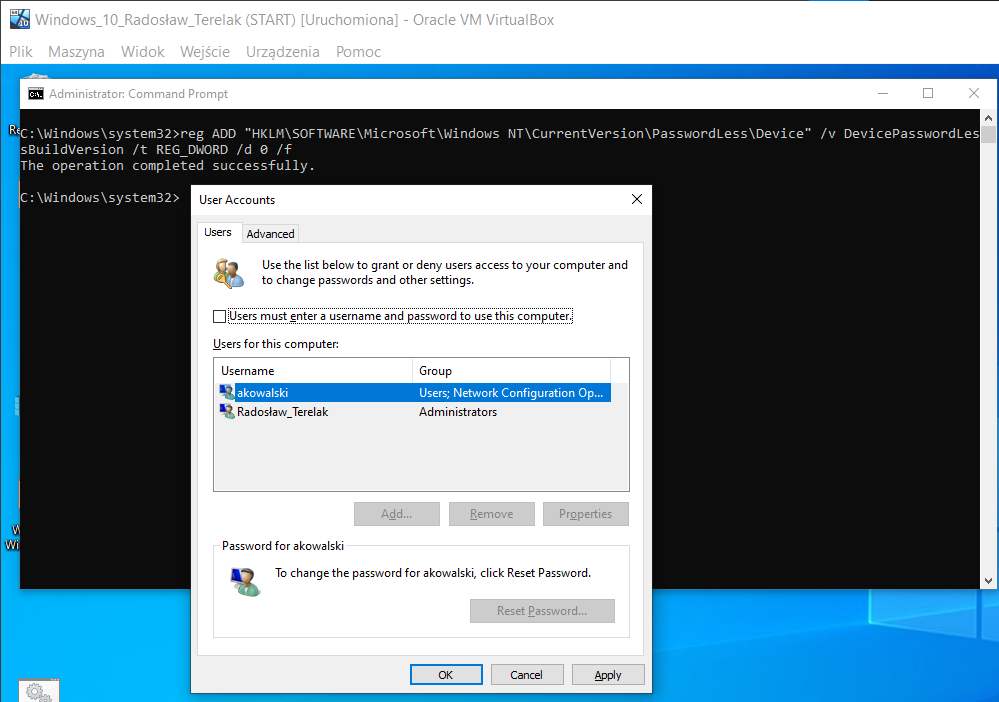 Windows_10_Radosław_Terelak (START) [Uruchomiona] - Oracle VM VirtualBox
Plik Maszyna Widok Wejście Urządzenia Pomoc
Administrator: Command Prompt
C:\Windows\system32>reg ADD "HKLM\SOFTWARE\Microsoft\Windows NT\CurrentVersion\PasswordLess\Device" /v DevicePasswordLes
sBuildVersion /t REG_DWORD /d 0 /f
The operation completed successfully.
C:\Windows\system32>
User Accounts
Users Advanced
Use the list below to grant or deny users access to your computer and
to change passwords and other settings.
Users must enter a username and password to use this computer.
Users for this computer:
Username Group
akowalski Users; Network Configuration Op...
Radosław_Terelak Administrators
Add... Remove Properties
Password for akowalski
To change the password for akowalski, click Reset Password.
Reset Password...
OK Cancel Apply